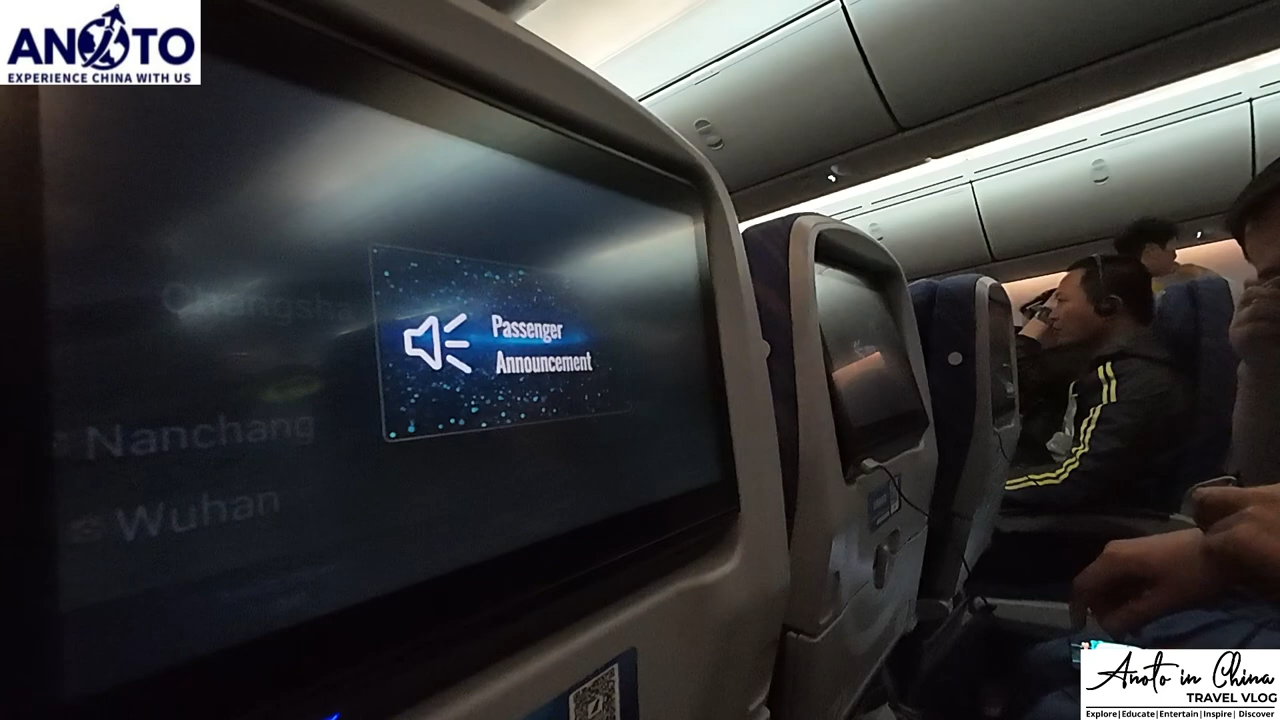 ANOTO
EXPERIENCE CHINA WITH US
Passenger
Announcement
Nanchang
Wuhan
Anoto in China
TRAVEL VLOG
Explore|Educate|Entertain|Inspire| Discover